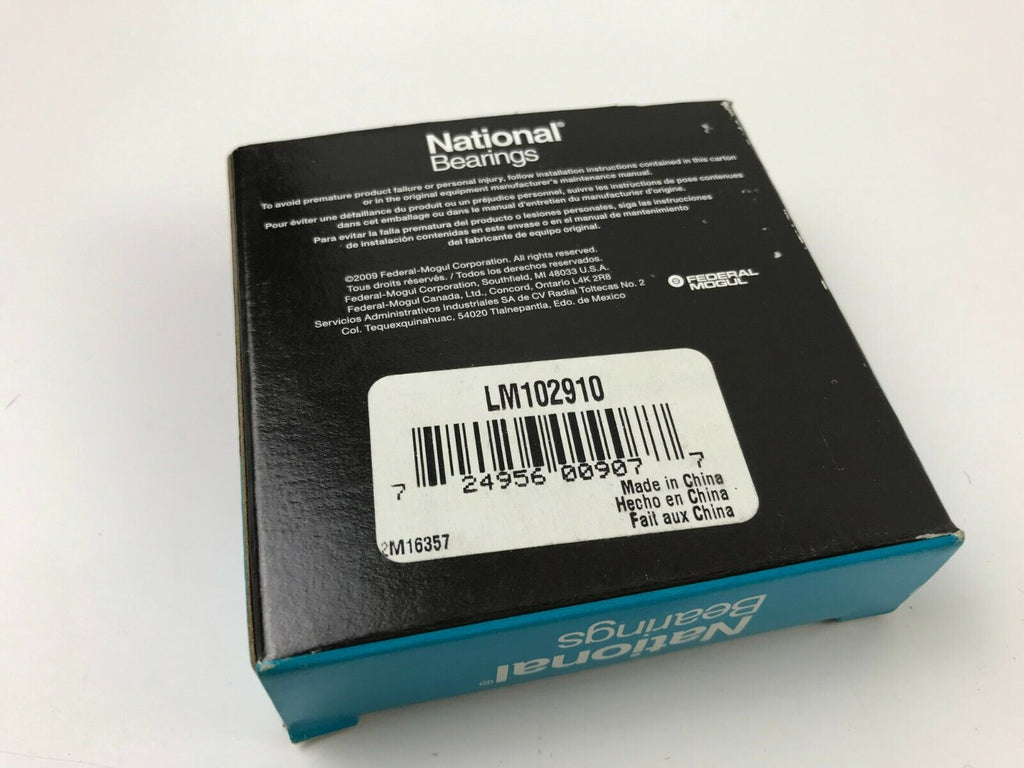 National®
Bearings
To avoid premature product failure or personal injury, follow installation instructions contained in this carton
or in the original equipment manufacturer's maintenance manual.
Pour éviter une défaillance du produit ou un préjudice personnel, suivre les instructions de pose contenues
dans cet emballage ou dans le manuel d'entretien du manufacturier d'origine.
Para evitar la falla prematura del producto o lesiones personales, siga las instrucciones
de instalación contenidas en este envase o en el manual de mantenimiento
del fabricante de equipo original.
©2009 Federal-Mogul Corporation. All rights reserved.
Tous droits réservés. / Todos los derechos reservados.
Federal-Mogul Corporation, Southfield, MI 48033 U.S.A.
Federal-Mogul Canada, Ltd., Concord, Ontario L4K 2R8
Servicios Administrativos Industriales SA de CV Radial Toltecas No. 2
Col. Tequexquinahuac, 54020 Tlalnepantla, Edo. de Mexico
FEDERAL
MOGUL
LM102910
7 24956 00907 7
Made in China
Hecho en China
Fait aux China
2M16357
National®
Bearings